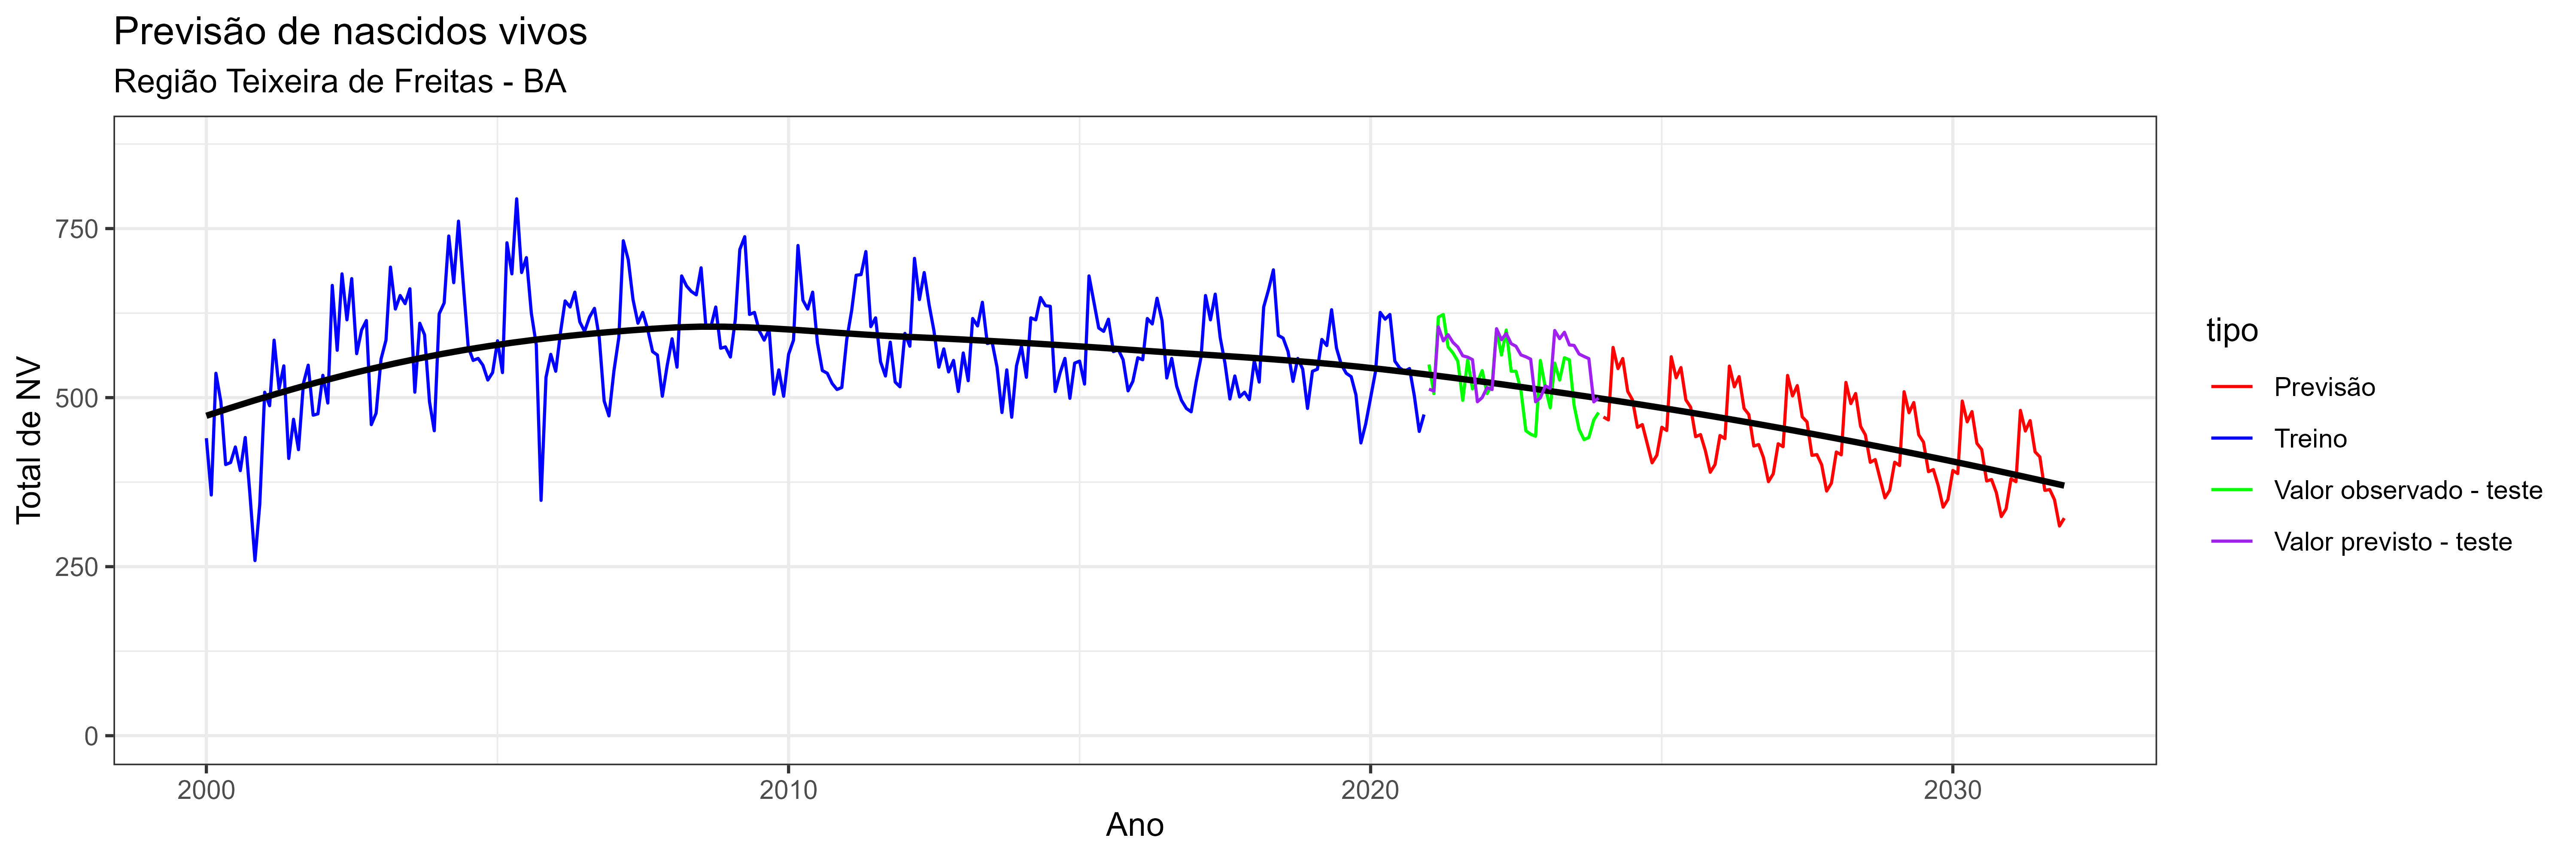 Previsão de nascidos vivos
Região Teixeira de Freitas - BA
Total de NV
750
500
250
0
2000
2010
2020
2030
Ano
tipo
Previsão
Treino
Valor observado - teste
Valor previsto - teste